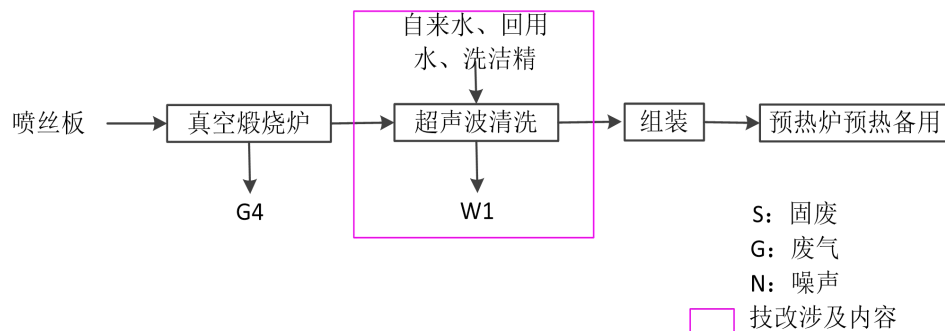 自来水、回用
水、洗洁精
喷丝板
真空煅烧炉
超声波清洗
组装
预热炉预热备用
G4
W1
S：固废
G：废气
N：噪声
技改涉及内容